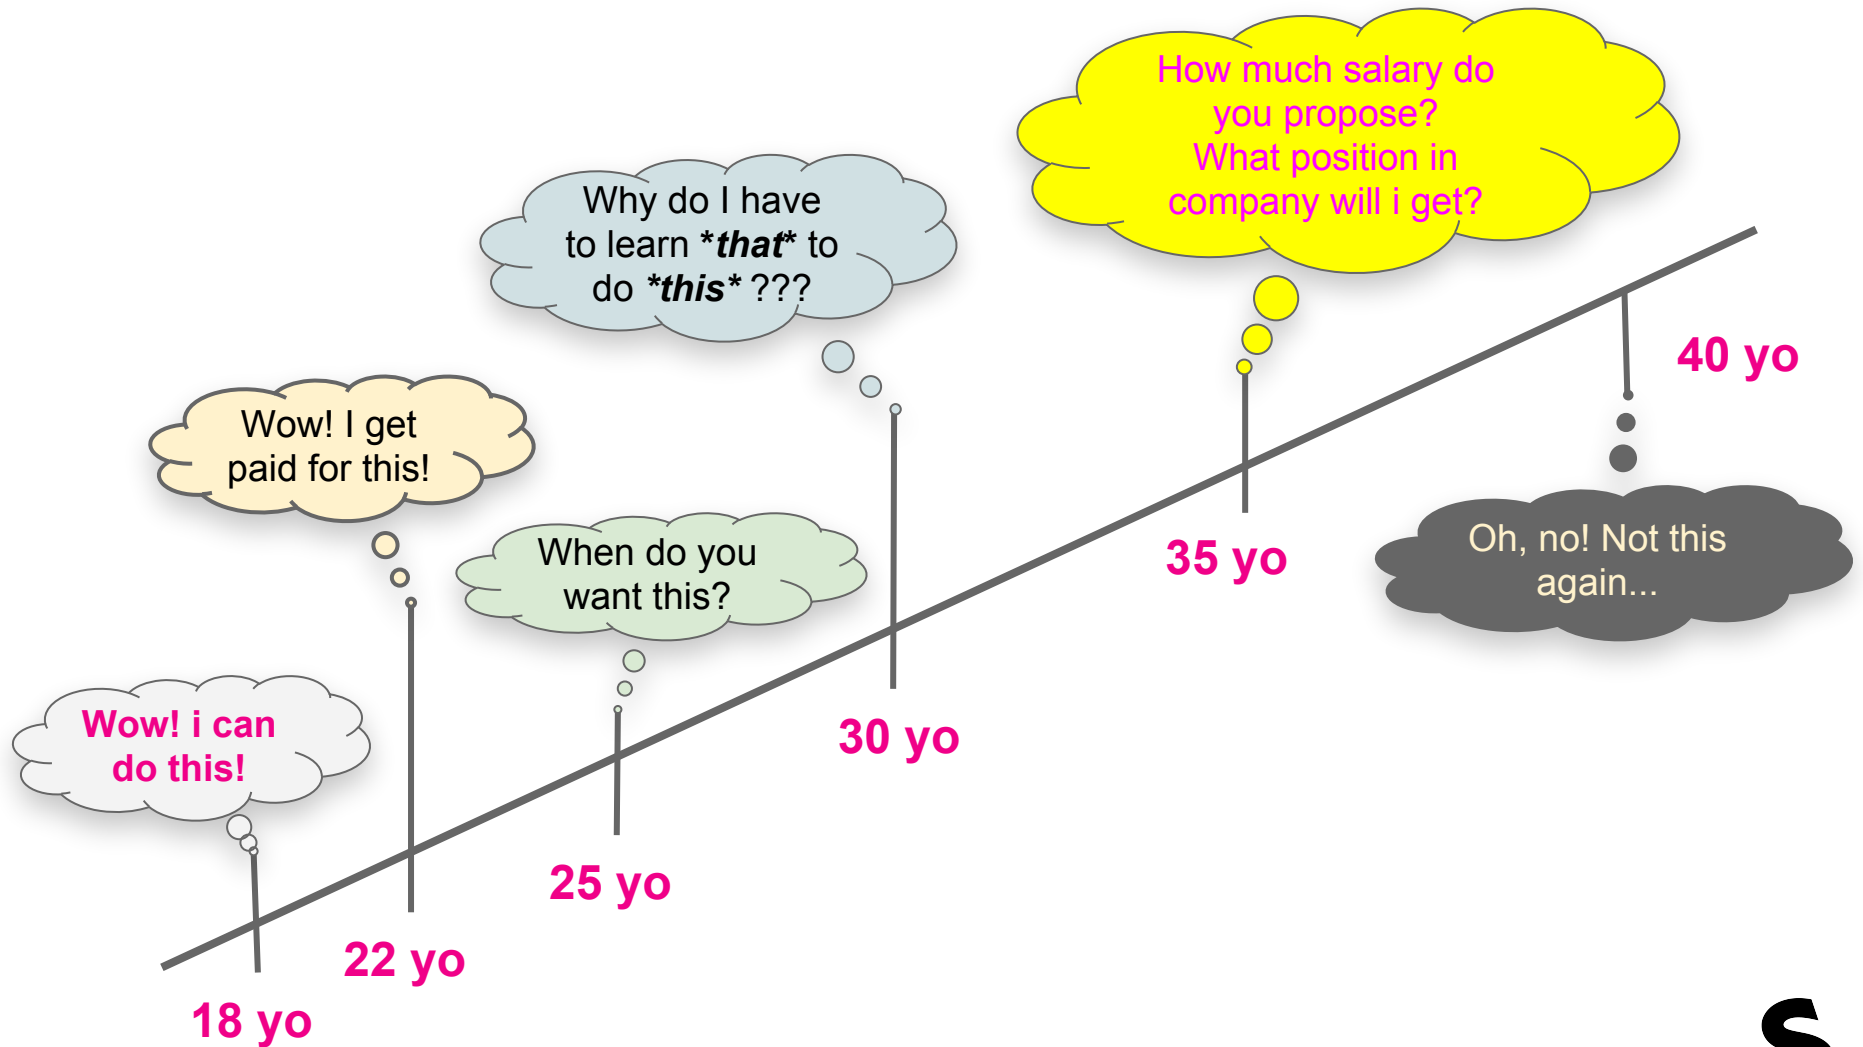 How much salary do
you propose?
What position in
company will i get?
Why do I have
to learn *that* to
do *this* ???
40 yo
Wow! I get
paid for this!
When do you
want this?
Oh, no! Not this
again...
35 yo
Wow! i can
do this!
30 yo
25 yo
22 yo
18 yo
S